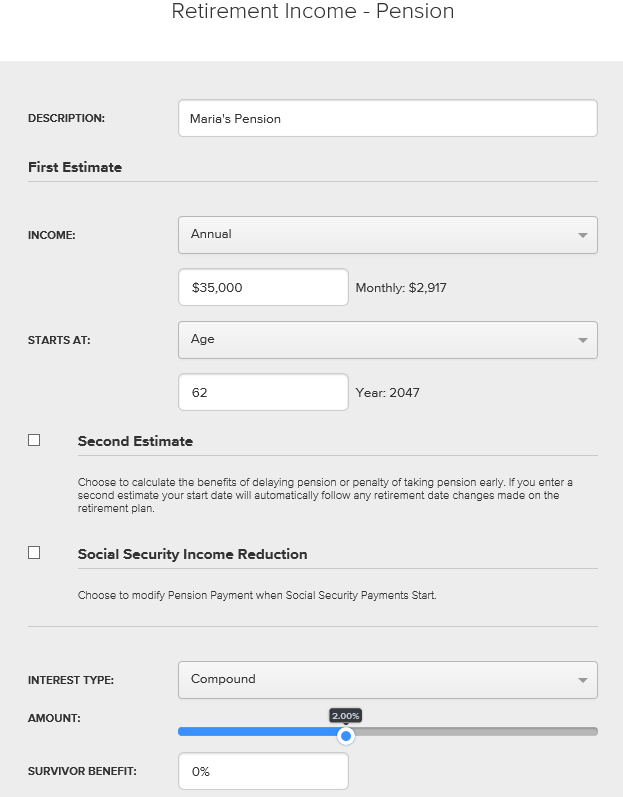 Retirement Income - Pension
DESCRIPTION:
Maria's Pension
First Estimate
INCOME:
Annual
$35,000
Monthly: $2,917
STARTS AT:
Age
62
Year: 2047
Second Estimate
Choose to calculate the benefits of delaying pension or penalty of taking pension early. If you enter a
second estimate your start date will automatically follow any retirement date changes made on the
retirement plan.
Social Security Income Reduction
Choose to modify Pension Payment when Social Security Payments Start.
INTEREST TYPE:
Compound
AMOUNT:
2.00%
SURVIVOR BENEFIT:
0%